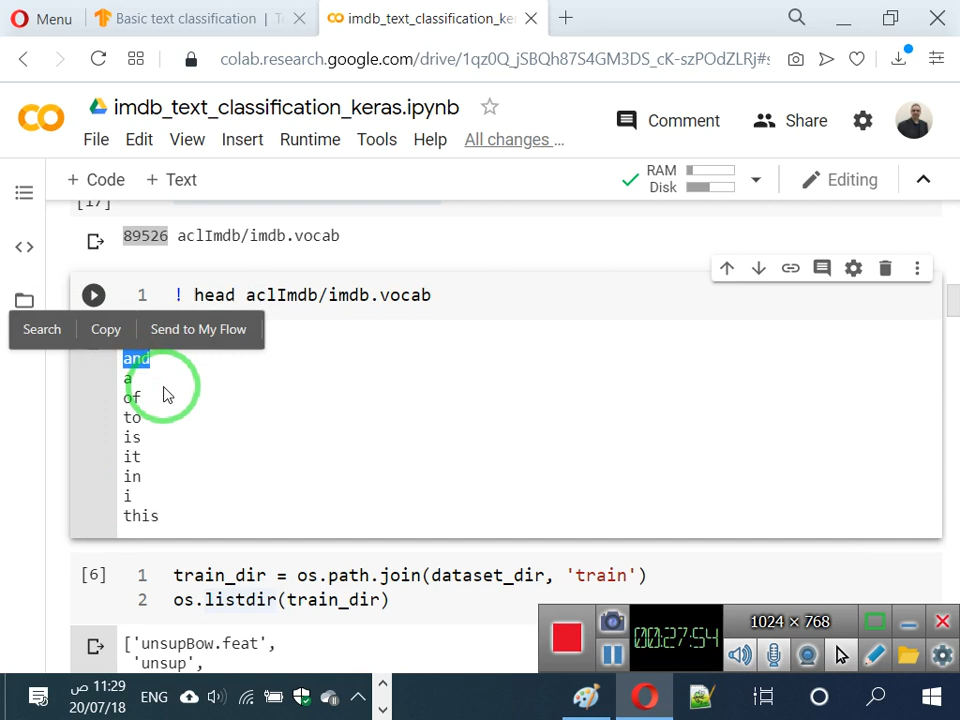 Menu
Basic text classification
imdb_text_classification_ke
colab.research.google.com/drive/1qz0Q_jSBQh87S4GM3DS_cK-szPOdZLRj#s
imdb_text_classification_keras.ipynb
Comment
Share
File Edit View Insert Runtime Tools Help All changes …
+ Code + Text
RAM
Disk
Editing
[17]
89526 aclImdb/imdb.vocab
1 ! head aclImdb/imdb.vocab
Search Copy Send to My Flow
and
a
of
to
is
it
in
i
this
[6] 1 train_dir = os.path.join(dataset_dir, 'train')
2 os.listdir(train_dir)
['unsupBow.feat',
'unsup',
00:27:54
1024 × 768
11:29 ص
20/07/18
ENG